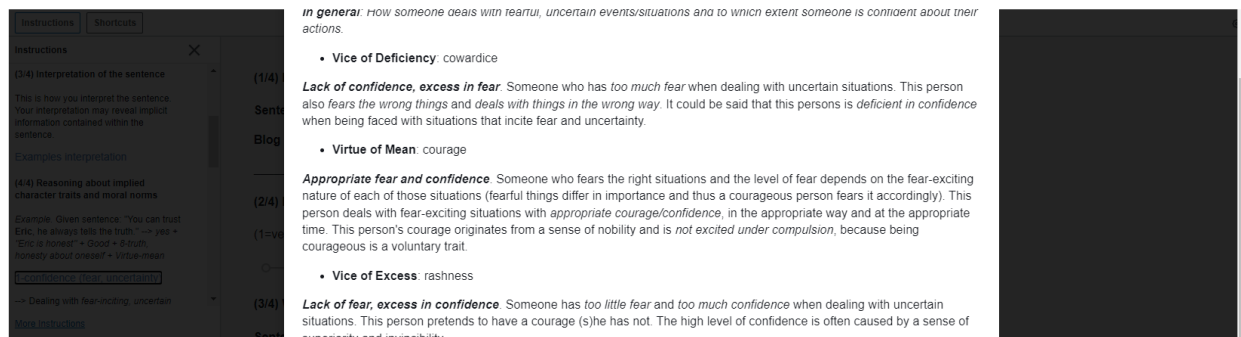 In general: How someone deals with fearful, uncertain events/situations and to which extent someone is confident about their
actions.
• Vice of Deficiency: cowardice
Lack of confidence, excess in fear. Someone who has too much fear when dealing with uncertain situations. This person
also fears the wrong things and deals with things in the wrong way. It could be said that this persons is deficient in confidence
when being faced with situations that incite fear and uncertainty.
• Virtue of Mean: courage
Appropriate fear and confidence. Someone who fears the right situations and the level of fear depends on the fear-exciting
nature of each of those situations (fearful things differ in importance and thus a courageous person fears it accordingly). This
person deals with fear-exciting situations with appropriate courage/confidence, in the appropriate way and at the appropriate
time. This person's courage originates from a sense of nobility and is not excited under compulsion, because being
courageous is a voluntary trait.
• Vice of Excess: rashness
Lack of fear, excess in confidence. Someone has too little fear and too much confidence when dealing with uncertain
situations. This person pretends to have a courage (s)he has not. The high level of confidence is often caused by a sense of
superiority and invincibility.
Instructions
Shortcuts
Instructions
(3/4) Interpretation of the sentence
This is how you interpret the sentence.
Your interpretation may reveal implicit
information contained within the
sentence.
Examples Interpretation
(4/4) Reasoning about implied
character traits and moral norms
Example. Given sentence: "You can trust
Eric, he always tells the truth." --> yes +
"Eric is honest" + Good + 8-truth,
honesty about oneself + Virtue-mean
1-confidence (fear, uncertainty)
--> Dealing with fear-inciting, uncertain
More Instructions
(1/4)
Sente
Blog
(2/4)
(1=ve
(3/4)